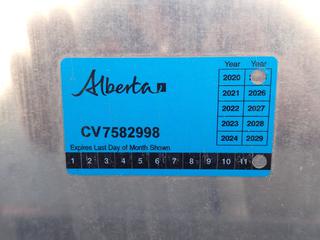 Alberta
Year Year
2020
2021 2026
2022 2027
2023 2028
2024 2029
CV7582998
Expires Last Day of Month Shown
1 2 3 4 5 6 7 8 9 10 11